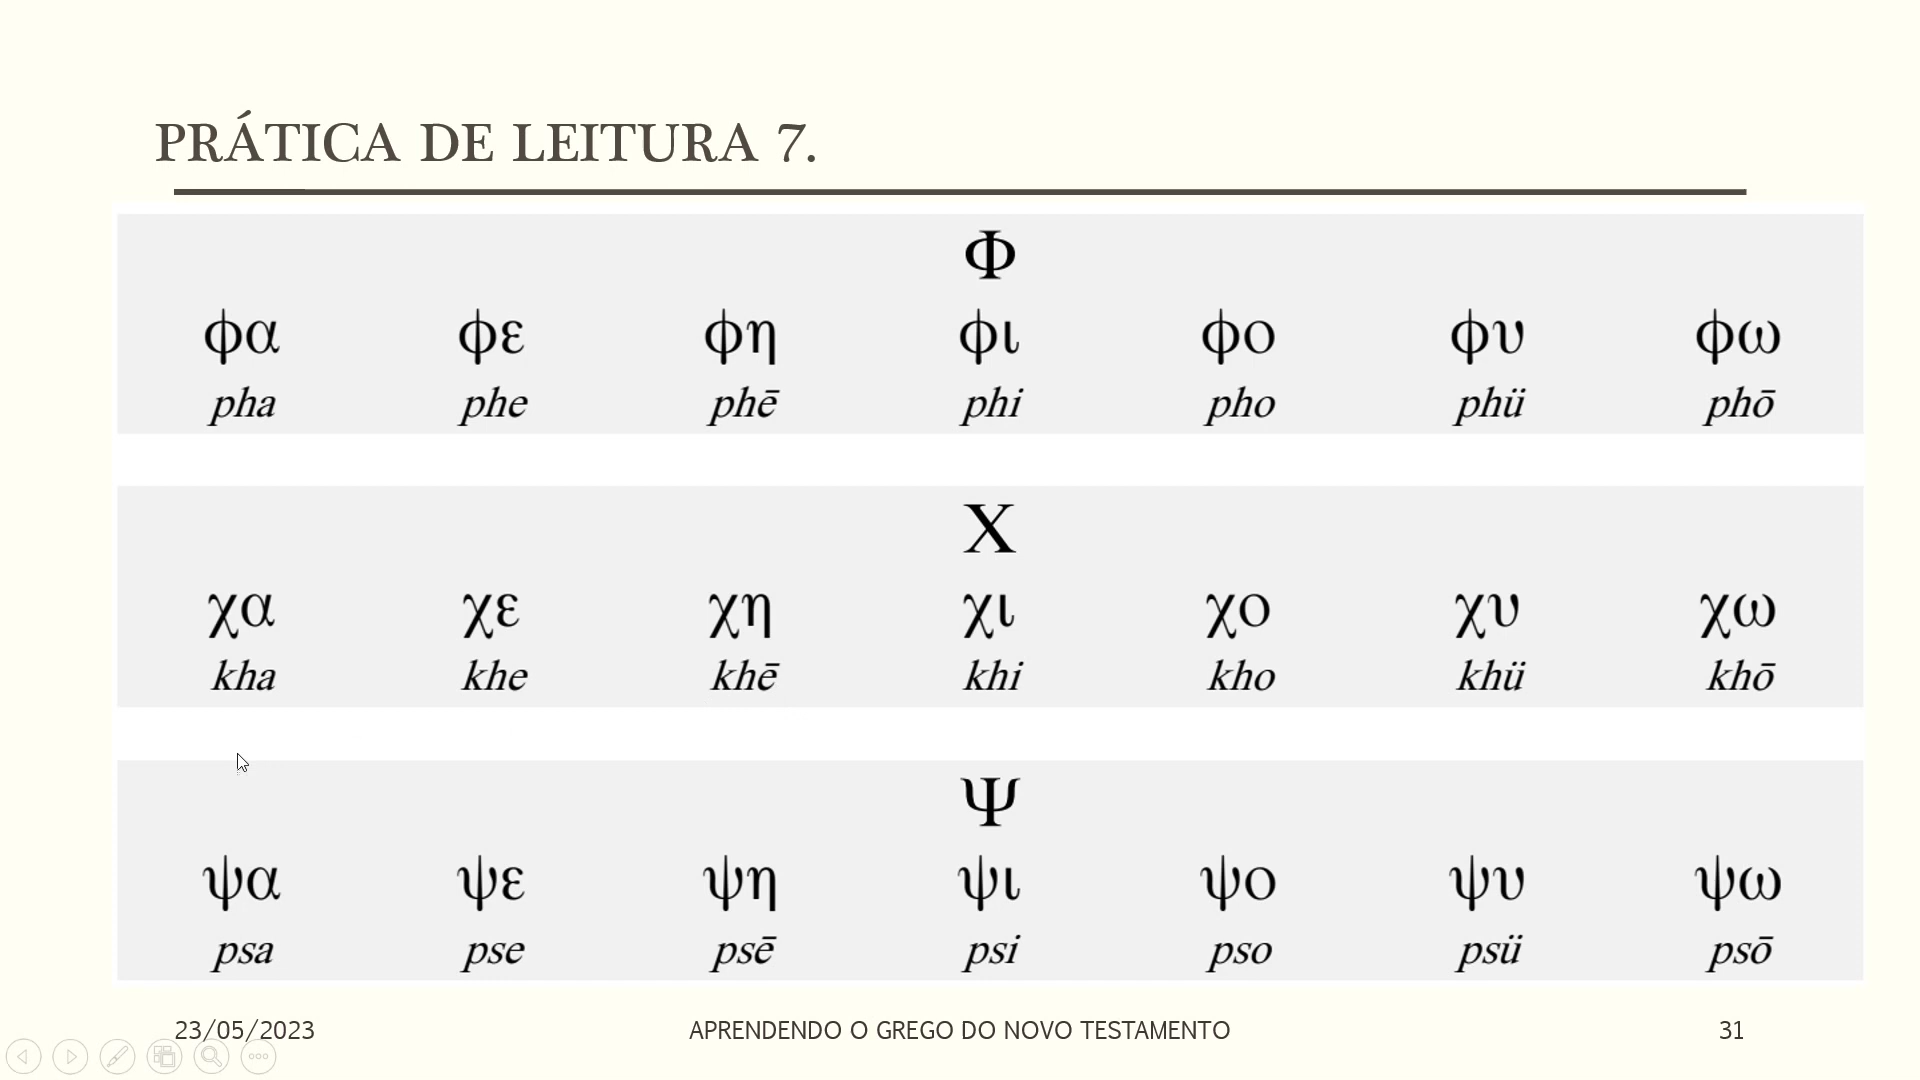 PRÁTICA DE LEITURA 7.
Φ
φα φε φη φι φο φυ φω
pha phe phē phi pho phü phō
Χ
χα χε χη χι χο χυ χω
kha khe khē khi kho khü khō
Ψ
ψα ψε ψη ψι ψο ψυ ψω
psa pse psē psi pso psü psō
23/05/2023 APRENDENDO O GREGO DO NOVO TESTAMENTO 31